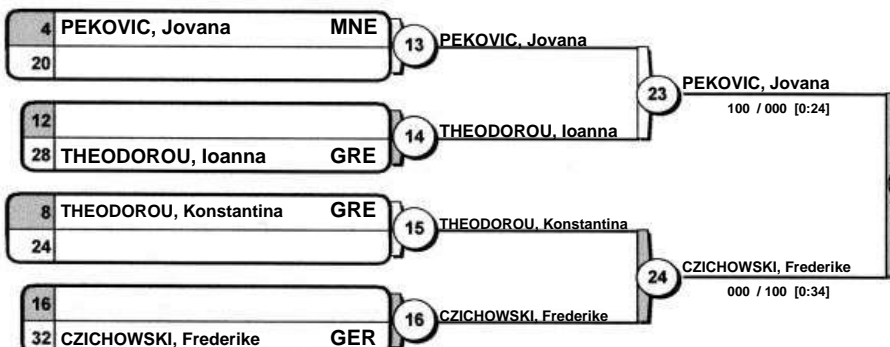 4 PEKOVIC, Jovana MNE
20
13 PEKOVIC, Jovana
23 PEKOVIC, Jovana
100 / 000 [0:24]
12
28 THEODOROU, Ioanna GRE
14 THEODOROU, Ioanna
8 THEODOROU, Konstantina GRE
24
15 THEODOROU, Konstantina
24 CZICHOWSKI, Frederike
000 / 100 [0:34]
16
32 CZICHOWSKI, Frederike GER
16 CZICHOWSKI, Frederike